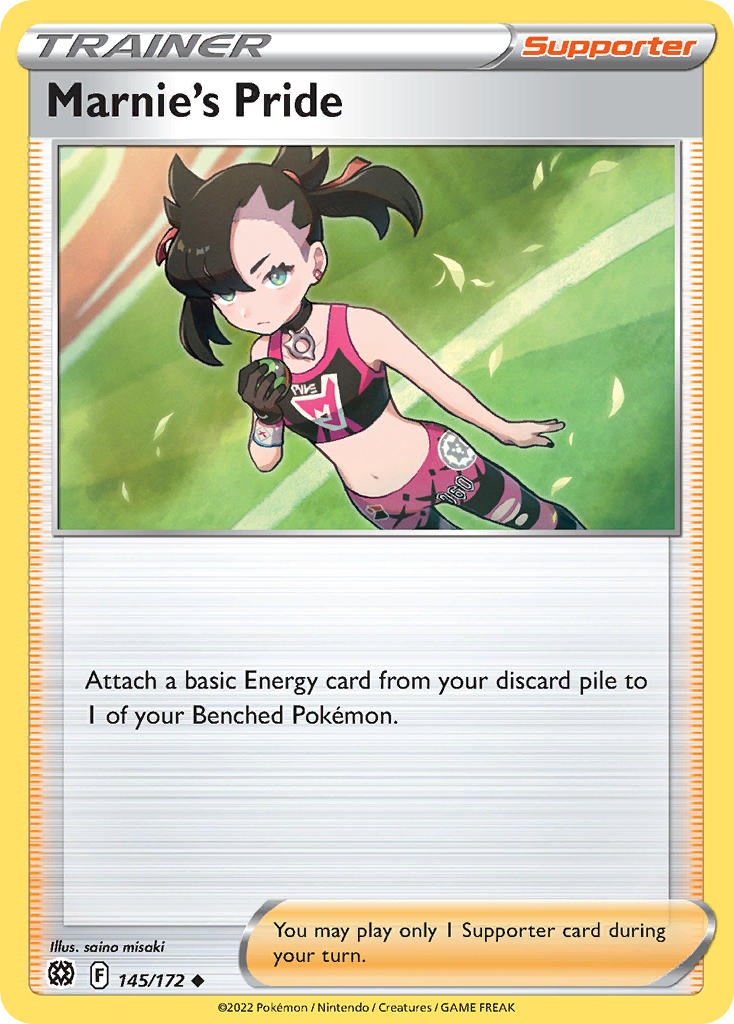 TRAINER
Supporter
Marnie's Pride
M
060
Attach a basic Energy card from your discard pile to
1 of your Benched Pokémon.
You may play only 1 Supporter card during
your turn.
Illus. saino misaki
F 145/172
©2022 Pokémon / Nintendo / Creatures / GAME FREAK